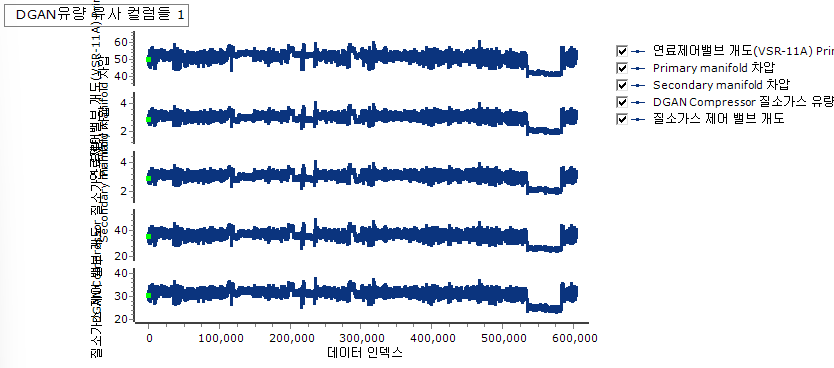 DGAN유량 유사 컬럼들 1
60
50
40
4
2
4
2
40
20
40
30
20
0 100,000 200,000 300,000 400,000 500,000 600,000
데이터 인덱스
연료제어밸브 개도(VSR-11A) Prim
Primary manifold 차압
Secondary manifold 차압
DGAN Compressor 질소가스 유량
질소가스 제어 밸브 개도